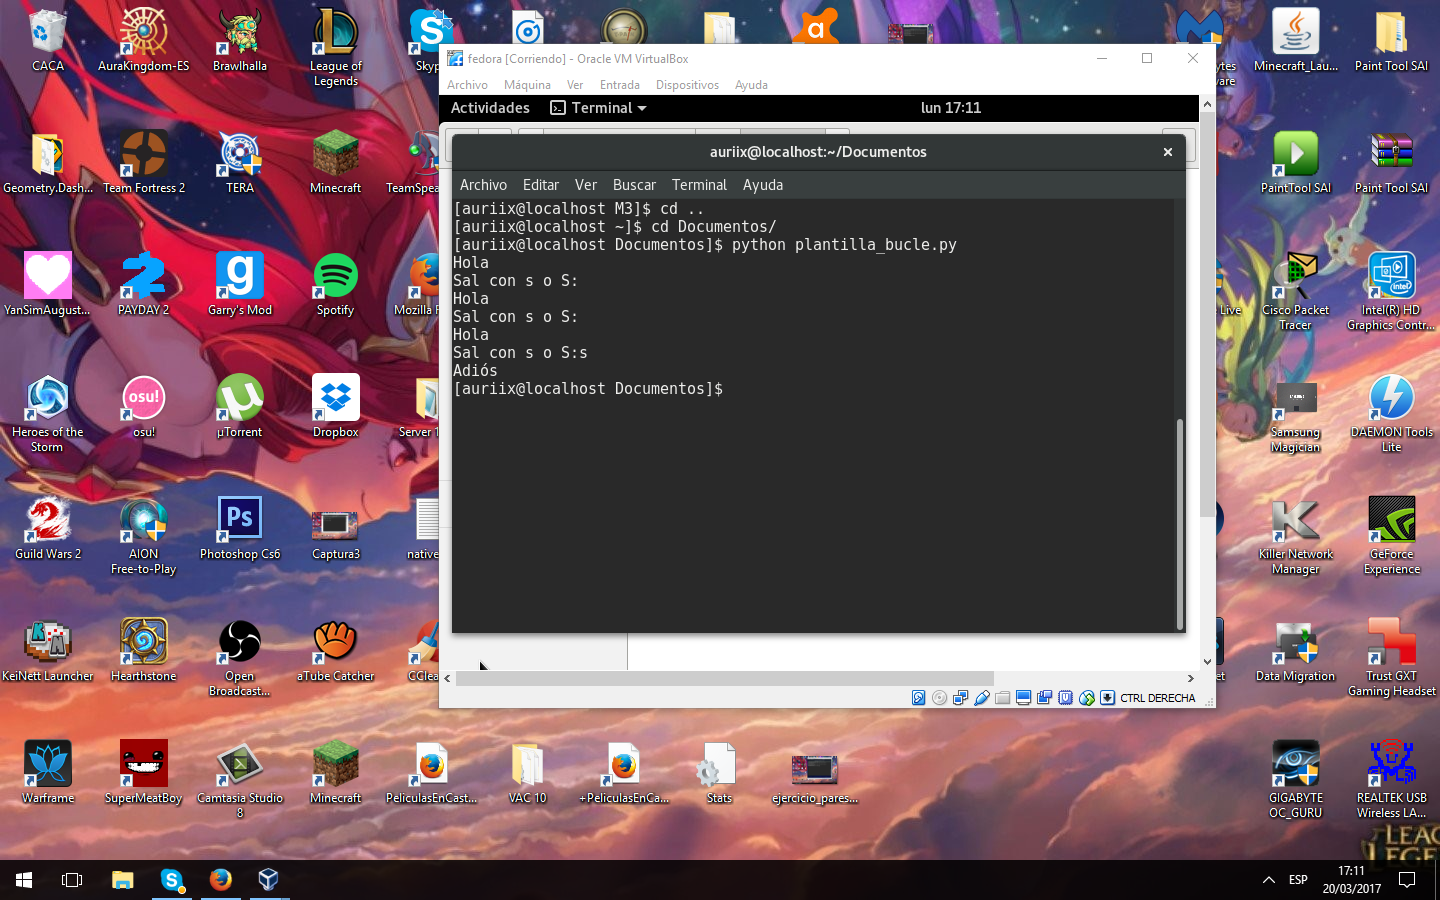 CACA
AuraKingdom-ES
Brawlhalla
League of
Legends
Skyp
Minecraft_Lau...
Paint Tool SAI
fedora [Corriendo] - Oracle VM VirtualBox
Archivo Máquina Ver Entrada Dispositivos Ayuda
Actividades Terminal lun 17:11
auriix@localhost:~/Documentos
Archivo Editar Ver Buscar Terminal Ayuda
[auriix@localhost M3]$ cd ..
[auriix@localhost ~]$ cd Documentos/
[auriix@localhost Documentos]$ python plantilla_bucle.py
Hola
Sal con s o S:
Hola
Sal con s o S:
Hola
Sal con s o S:s
Adiós
[auriix@localhost Documentos]$
CTRL DERECHA
Geometry.Dash...
Team Fortress 2
TERA
Minecraft
TeamSpea
PaintTool SAI
Paint Tool SAI
YanSimAugust...
PAYDAY 2
Garry's Mod
Spotify
Mozilla F
Live
Cisco Packet
Tracer
Intel(R) HD
Graphics Contr...
Heroes of the
Storm
osu!
osu!
µTorrent
Dropbox
Server 1
Samsung
Magician
DAEMON Tools
Lite
Guild Wars 2
AION
Free-to-Play
Ps
Photoshop Cs6
Captura3
native
Killer Network
Manager
GeForce
Experience
KeiNett Launcher
Hearthstone
Open
Broadcast...
aTube Catcher
CClea
Data Migration
Trust GXT
Gaming Headset
Warframe
SuperMeatBoy
Camtasia Studio
8
Minecraft
PeliculasEnCast...
VAC 10
+PeliculasEnCa...
Stats
ejercicio_pares...
GIGABYTE
OC_GURU
REALTEK USB
Wireless LA...
ESP
17:11
20/03/2017